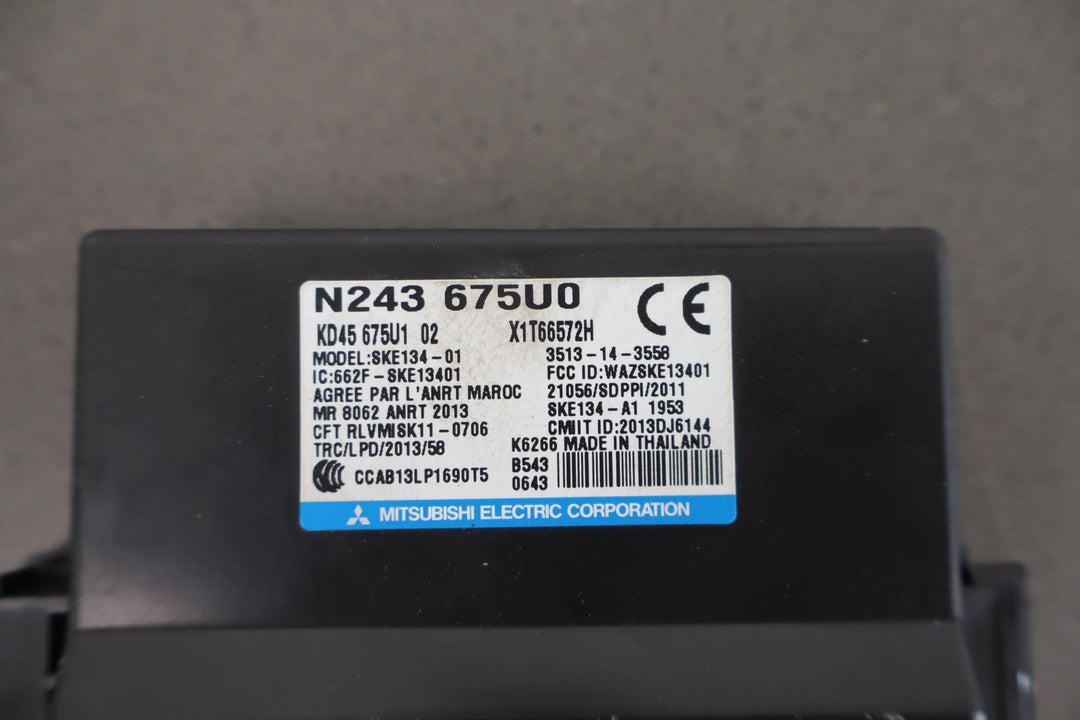 N243 675U0
CE
KD45 675U1 02 X1T66572H
MODEL:SKE134-01 3513-14-3558
IC:662F-SKE13401 FCC ID:WAZSKE13401
AGREE PAR L'ANRT MAROC 21056/SDPPI/2011
MR 8062 ANRT 2013 SKE134-A1 1953
CFT RLVMISK11-0706 CMIIT ID:2013DJ6144
TRC/LPD/2013/58 K6266 MADE IN THAILAND
CCAB13LP1690T5 B543
0643
MITSUBISHI ELECTRIC CORPORATION